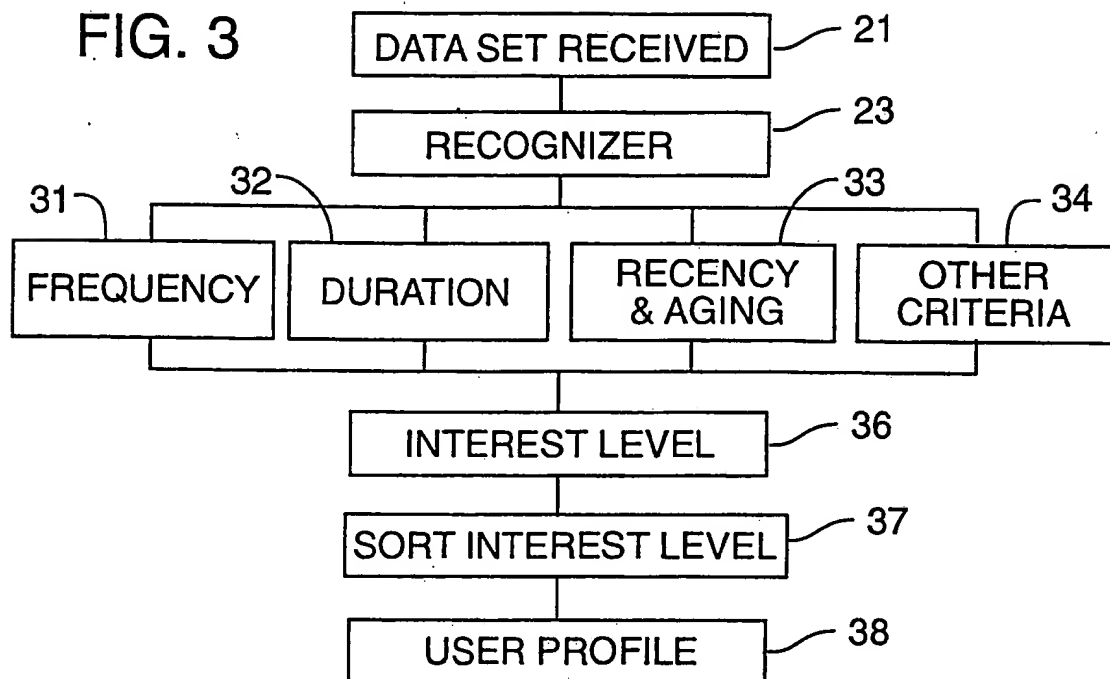 FIG. 3
DATA SET RECEIVED
21
RECOGNIZER
23
31
32
33
34
FREQUENCY
DURATION
RECENCY
& AGING
OTHER
CRITERIA
INTEREST LEVEL
36
SORT INTEREST LEVEL
37
USER PROFILE
38